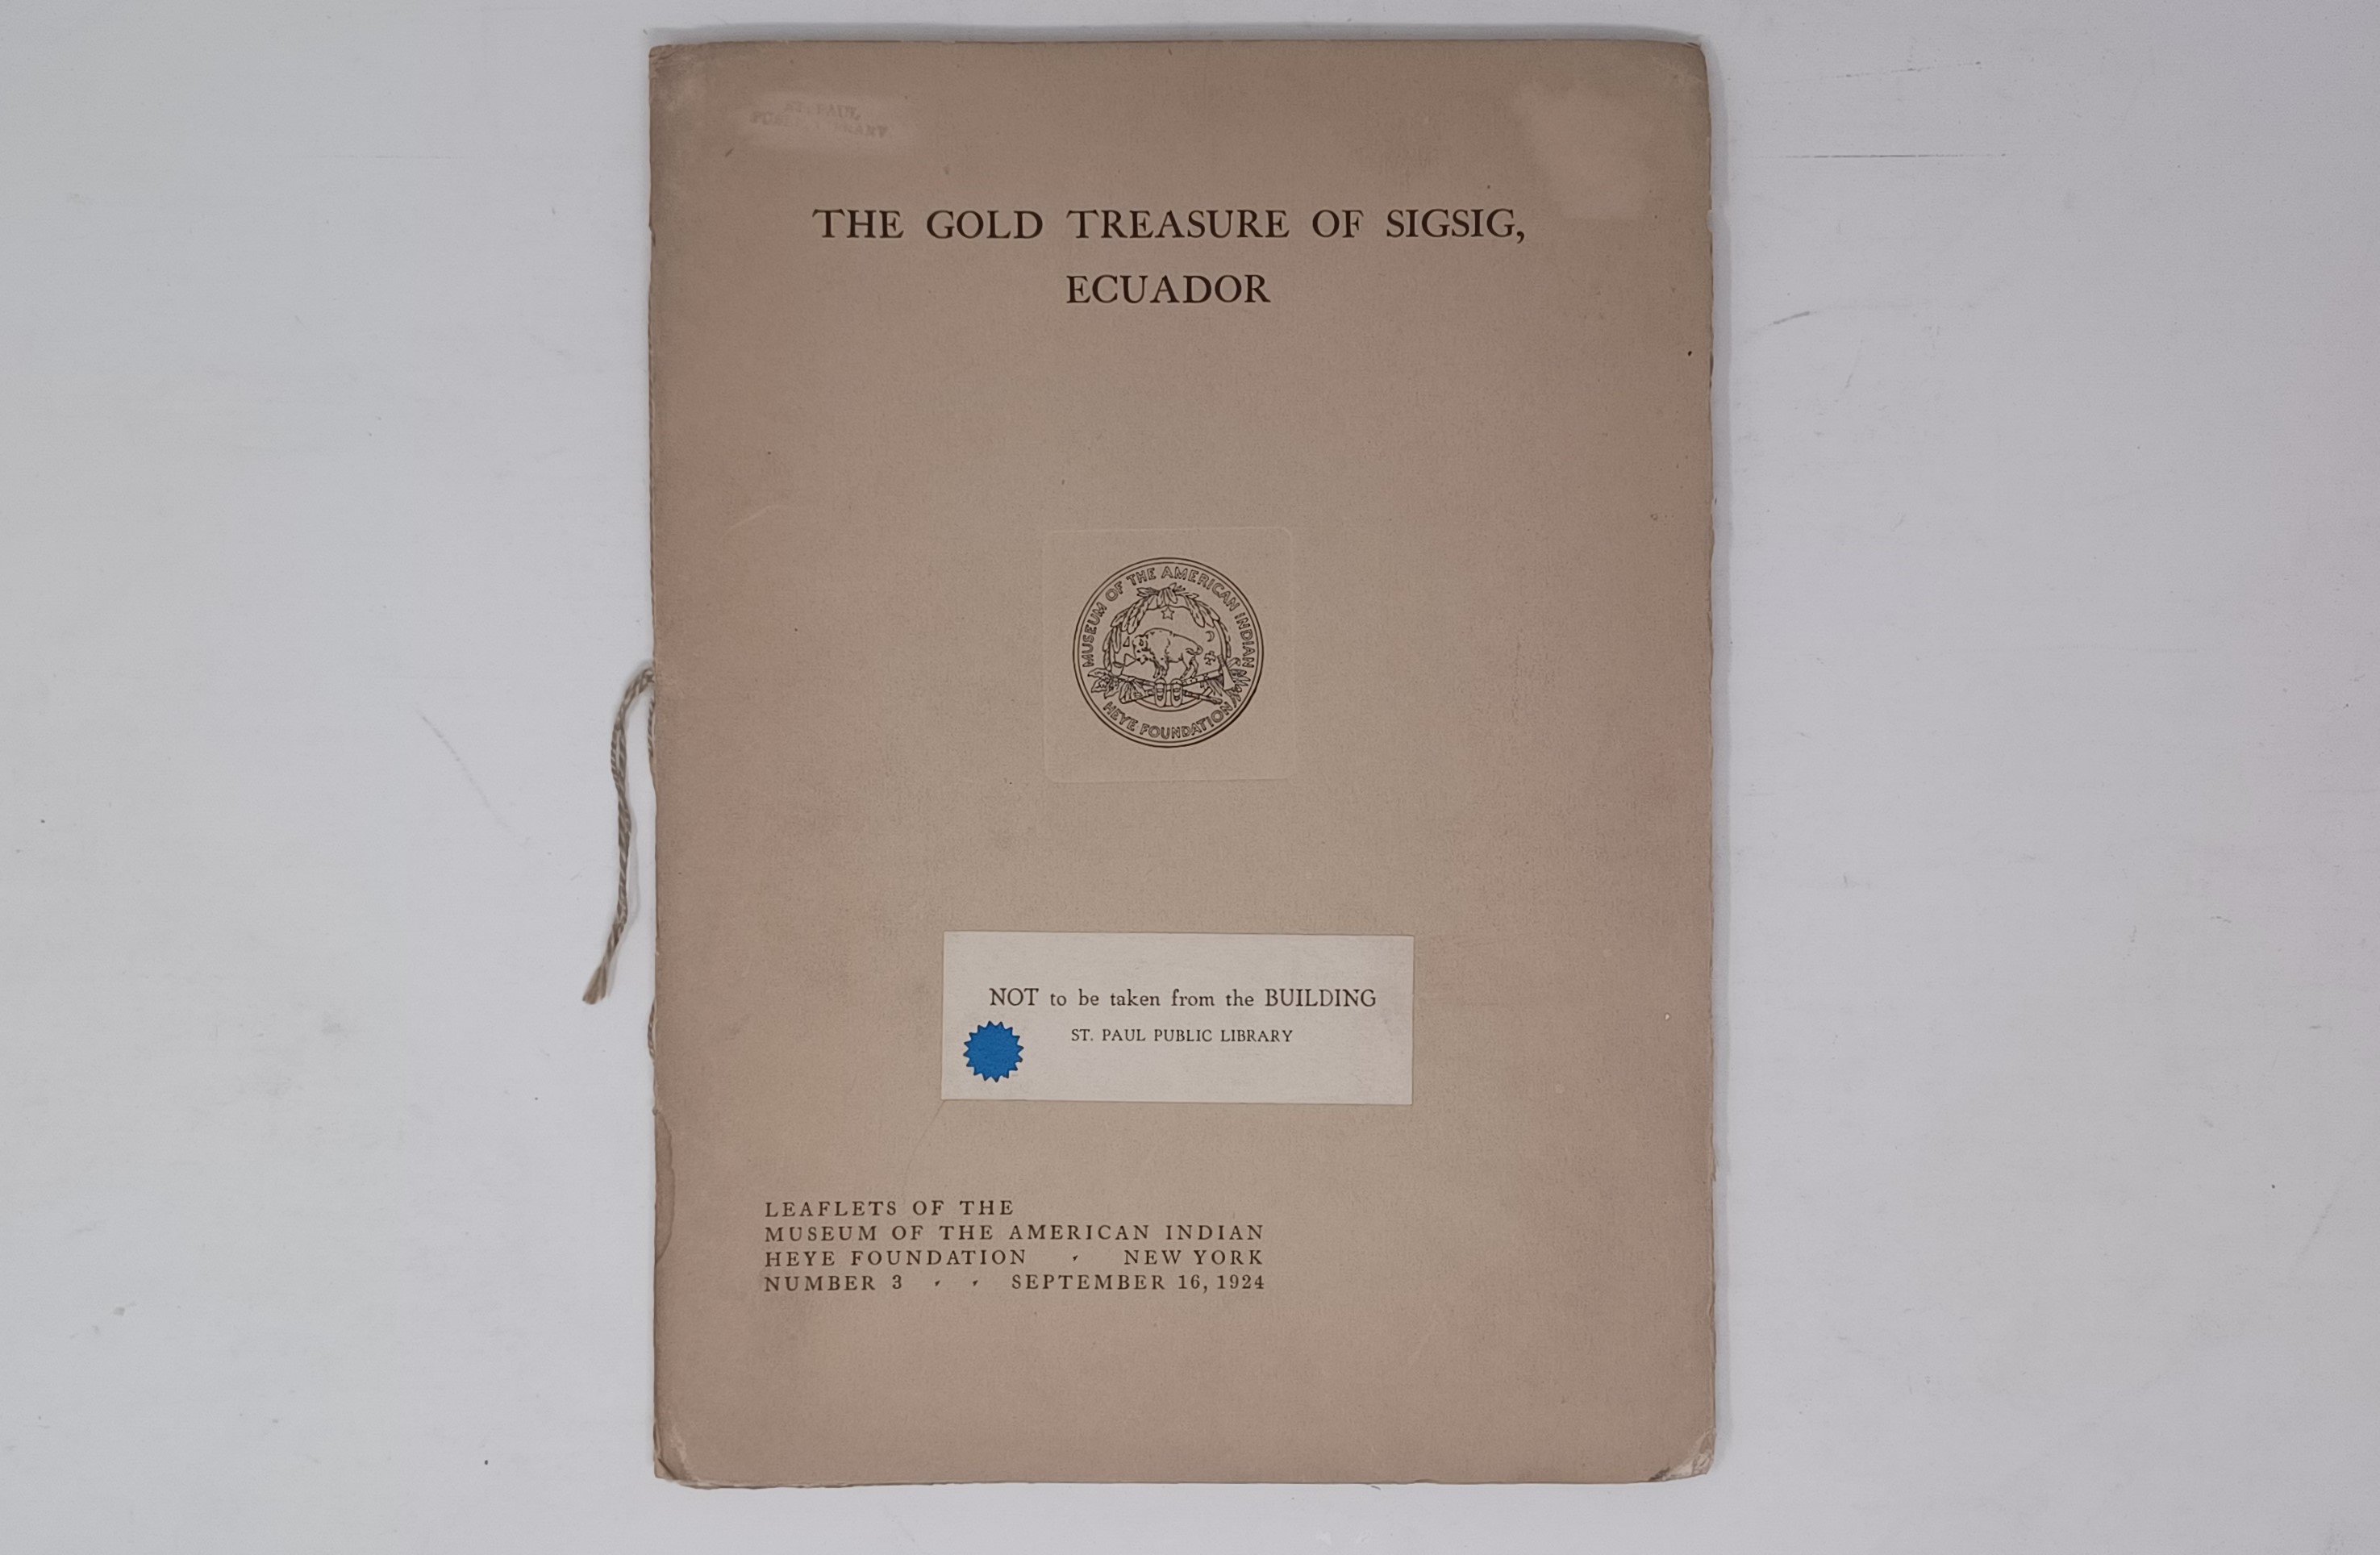 ST. PAUL,
THE GOLD TREASURE OF SIGSIG,
ECUADOR
MUSEUM OF THE AMERICAN INDIAN
HEYE FOUNDATION
NOT to be taken from the BUILDING
ST. PAUL PUBLIC LIBRARY
LEAFLETS OF THE
MUSEUM OF THE AMERICAN INDIAN
HEYE FOUNDATION NEW YORK
NUMBER 3 SEPTEMBER 16, 1924